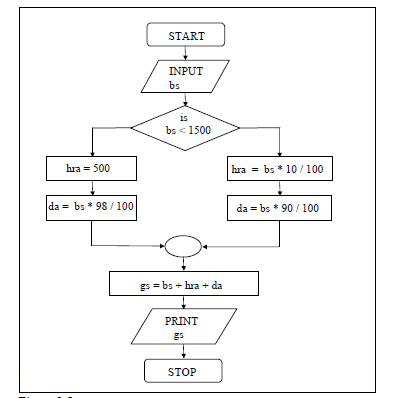 START
INPUT
bs
is
bs < 1500
hra = 500
hra = bs * 10 / 100
da = bs * 98 / 100
da = bs * 90 / 100
gs = bs + hra + da
PRINT
gs
STOP